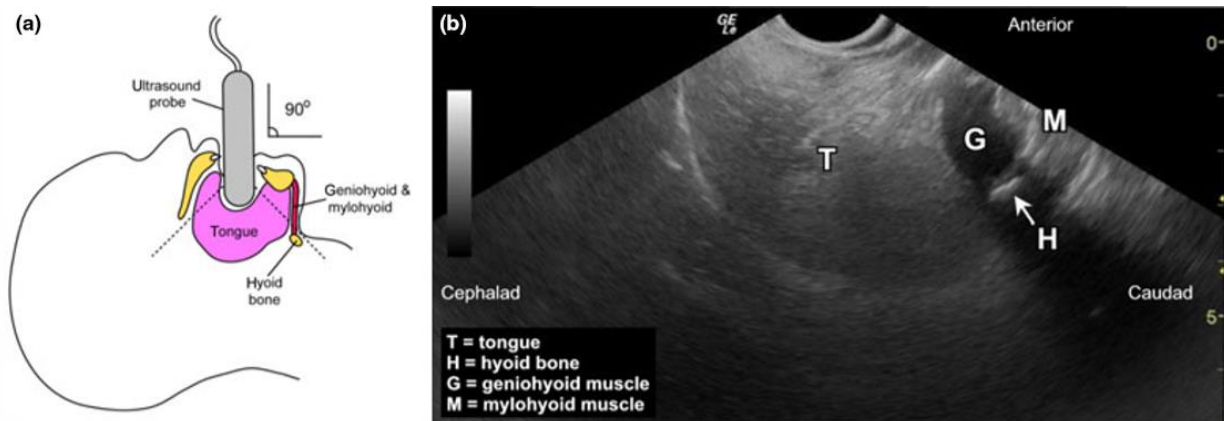 (a)
Ultrasound
probe
90°
Geniohyoid &
mylohyoid
Tongue
Hyoid
bone
(b)
GE
Le
Anterior
0
G
M
T
H
Cephalad
Caudad
5
T = tongue
H = hyoid bone
G = geniohyoid muscle
M = mylohyoid muscle